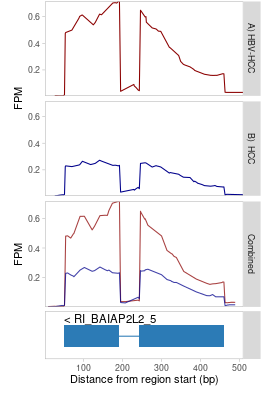 0.6
0.4
0.2
A) HBV-HCC
FPM
0.6
0.4
0.2
B) HCC
0.6
0.4
0.2
Combined
FPM
< RI_BAIAP2L2_5
100 200 300 400 500
Distance from region start (bp)